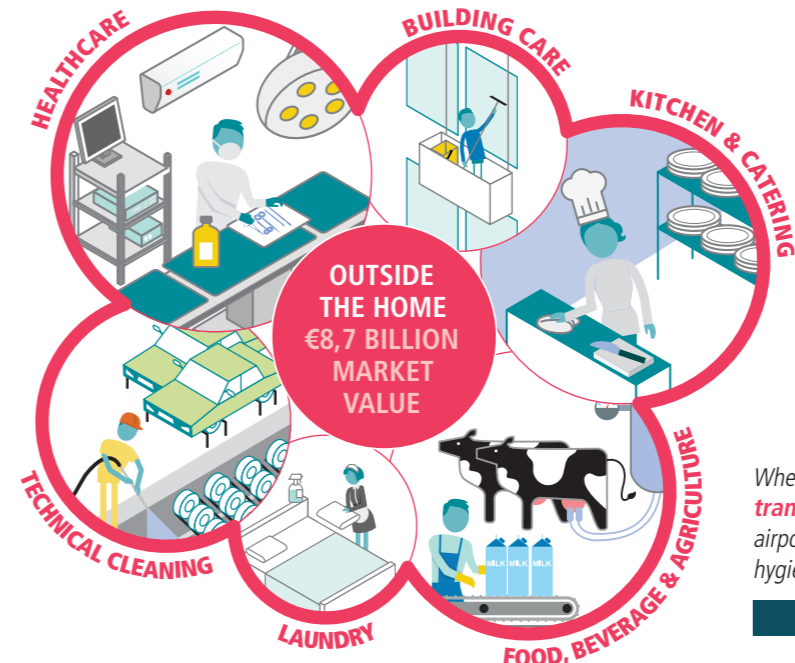 HEALTHCARE
BUILDING CARE
KITCHEN & CATERING
OUTSIDE
THE HOME
€8,7 BILLION
MARKET
VALUE
TECHNICAL CLEANING
LAUNDRY
FOOD, BEVERAGE & AGRICULTURE
MILK MILK MILK
Whe
tran
airpo
hygie